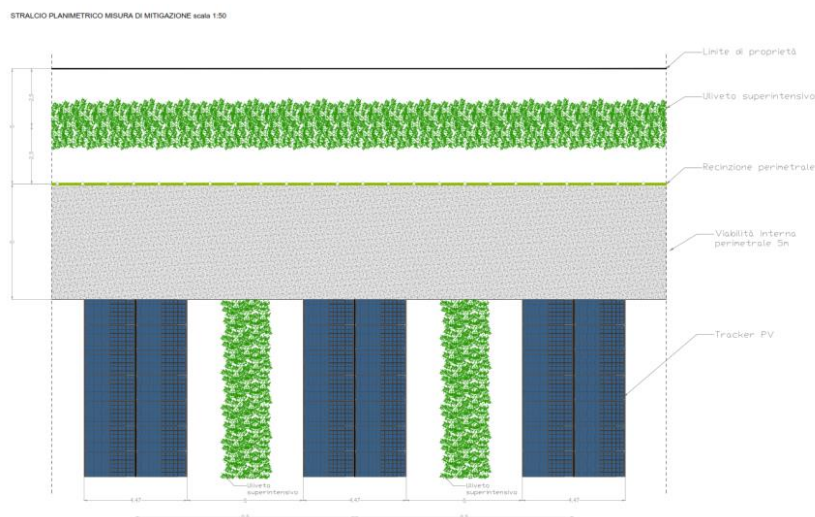 STRALCIO PLANIMETRICO MISURA DI MITIGAZIONE scala 1:50
Limite di proprietà
Uliveto superintensivo
Recinzione perimetrale
Viabilità interna
perimetrale 5m
Tracker PV
Uliveto
superintensivo
Uliveto
superintensivo